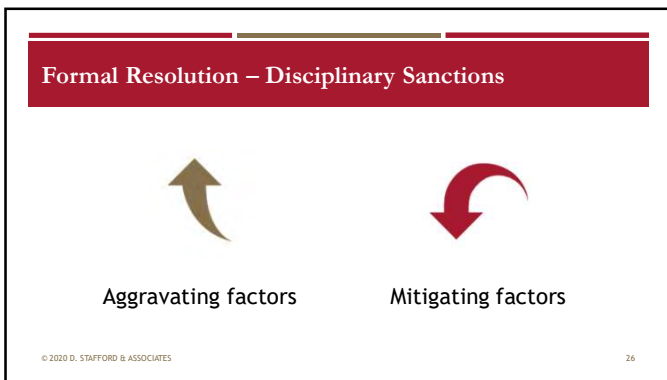 Formal Resolution – Disciplinary Sanctions
Aggravating factors
Mitigating factors
© 2020 D. STAFFORD & ASSOCIATES
26